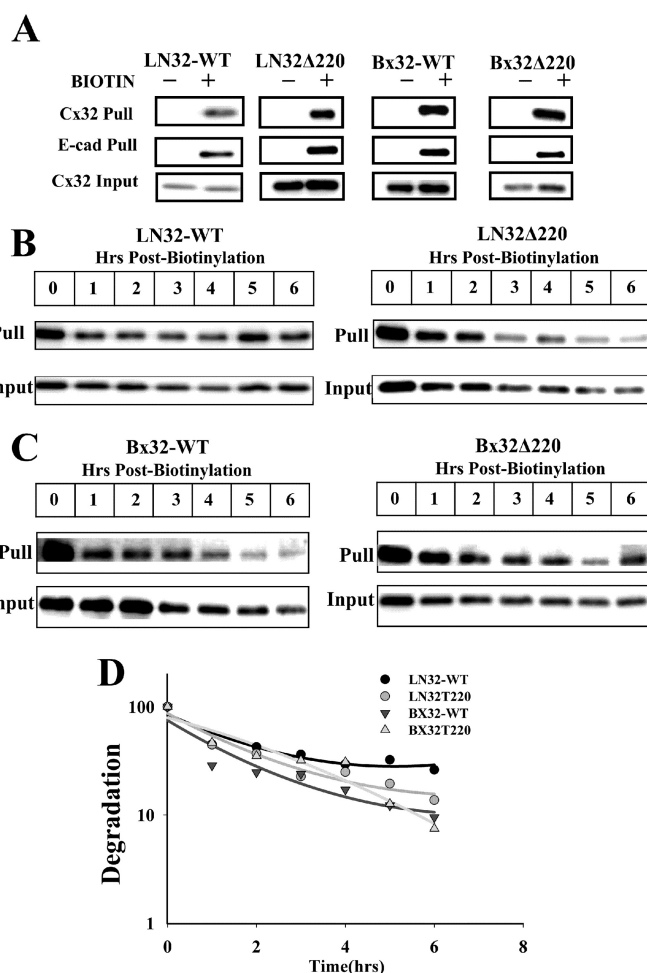 A
LN32-WT LN32Δ220 Bx32-WT Bx32Δ220
BIOTIN − + − + − + − +
Cx32 Pull
E-cad Pull
Cx32 Input
B
LN32-WT
Hrs Post-Biotinylation
0 1 2 3 4 5 6
Pull
nput
LN32Δ220
Hrs Post-Biotinylation
0 1 2 3 4 5 6
Pull
Input
C
Bx32-WT
Hrs Post-Biotinylation
0 1 2 3 4 5 6
Pull
nput
Bx32Δ220
Hrs Post-Biotinylation
0 1 2 3 4 5 6
Pull
Input
D
LN32-WT
LN32T220
BX32-WT
BX32T220
100
10
1
Degradation
0 2 4 6 8
Time(hrs)